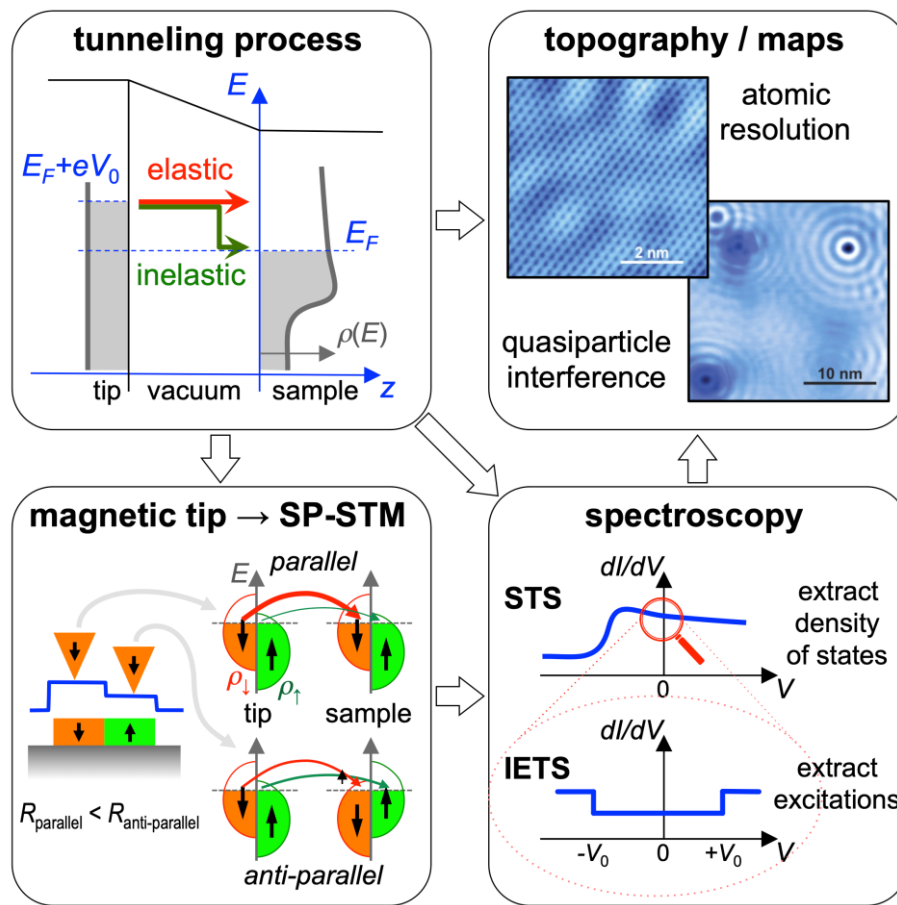 tunneling process
E
E_F+eV_0
elastic
E_F
inelastic
ρ(E)
tip
vacuum
sample
z
topography / maps
atomic
resolution
2 nm
quasiparticle
interference
10 nm
magnetic tip → SP-STM
parallel
E
ρ↓
ρ↑
tip
sample
R_parallel < R_anti-parallel
anti-parallel
spectroscopy
dI/dV
STS
extract
density
of states
0
V
dI/dV
IETS
extract
excitations
-V_0
0
+V_0
V